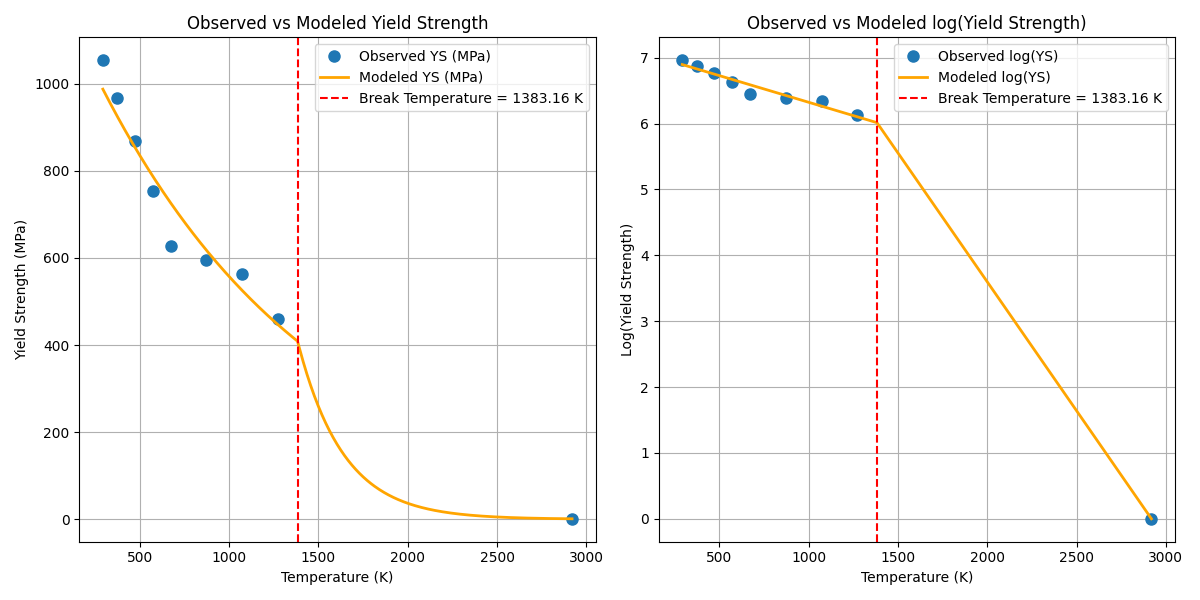 Observed vs Modeled Yield Strength
Observed YS (MPa)
Modeled YS (MPa)
Break Temperature = 1383.16 K
1000
800
600
400
200
0
Yield Strength (MPa)
500 1000 1500 2000 2500 3000
Temperature (K)
Observed vs Modeled log(Yield Strength)
Observed log(YS)
Modeled log(YS)
Break Temperature = 1383.16 K
7
6
5
4
3
2
1
0
Log(Yield Strength)
500 1000 1500 2000 2500 3000
Temperature (K)